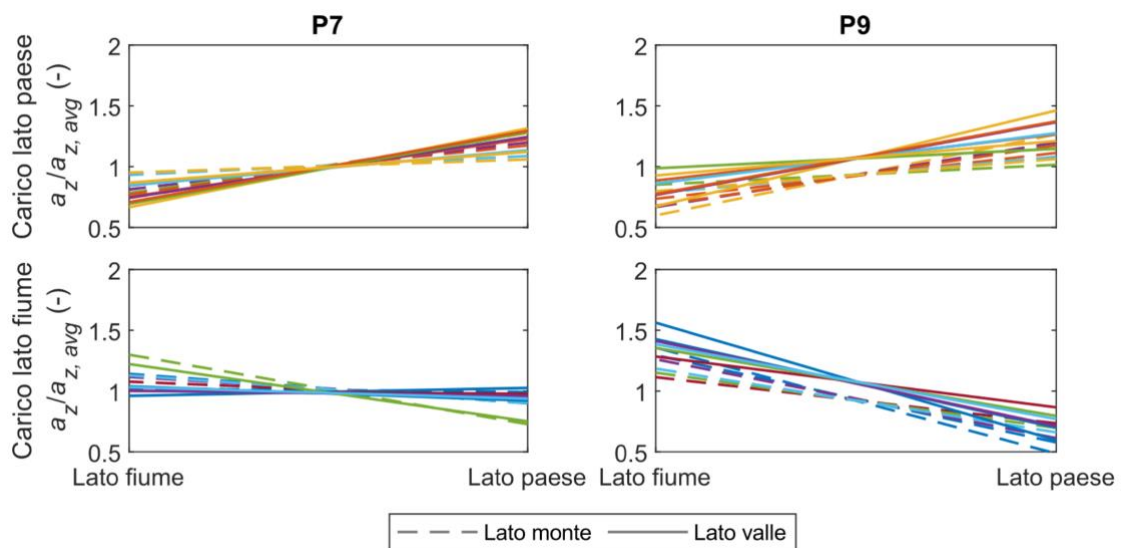 P7
P9
Carico lato paese
a_z/a_{z, avg} (-)
2
1.5
1
0.5
2
1.5
1
0.5
Carico lato fiume
a_z/a_{z, avg} (-)
2
1.5
1
0.5
2
1.5
1
0.5
Lato fiume
Lato paese
Lato fiume
Lato paese
Lato monte
Lato valle